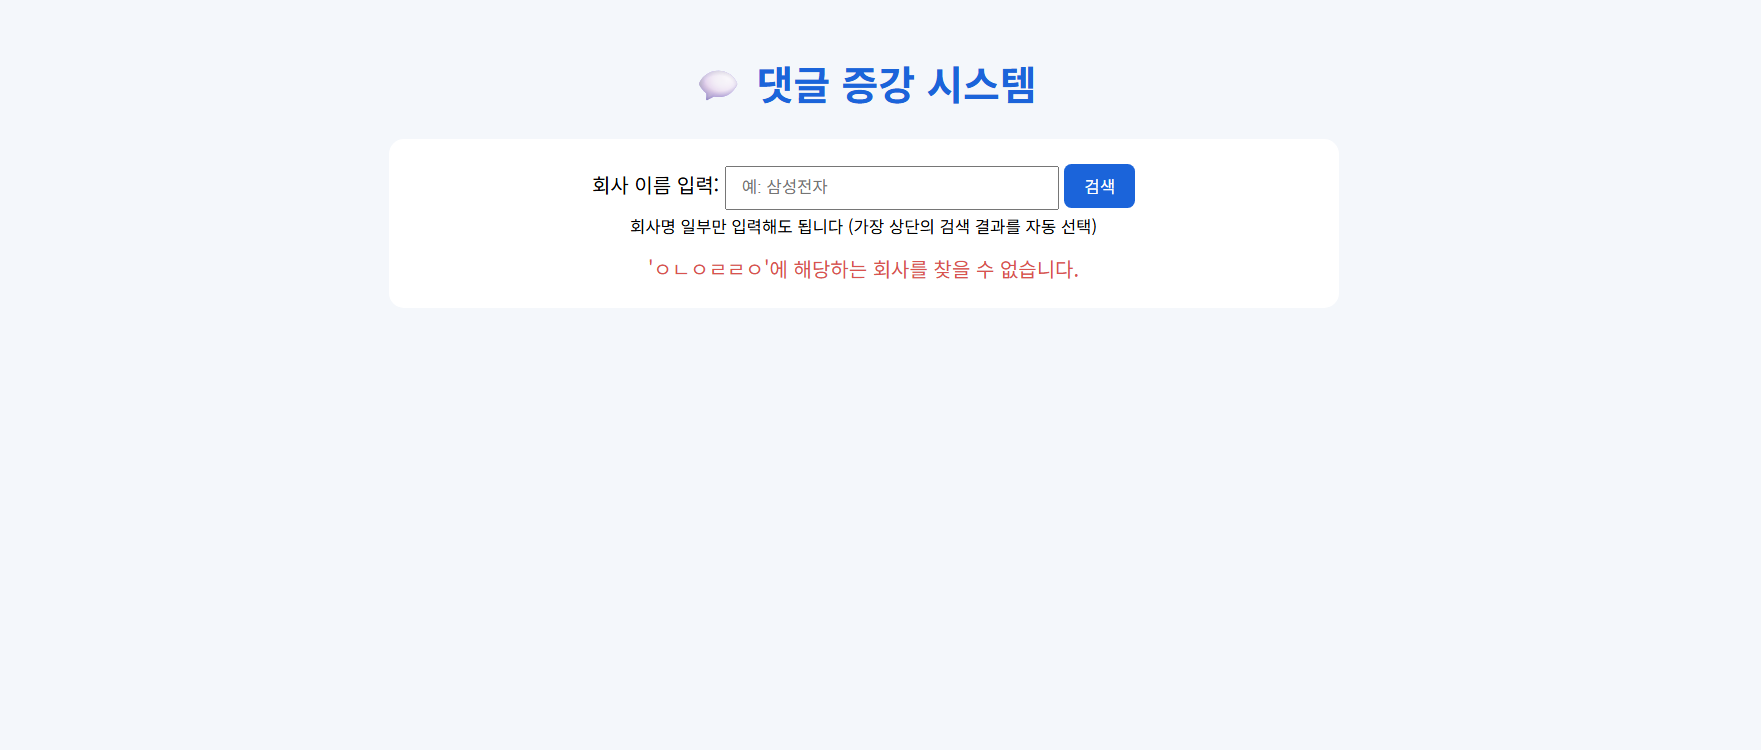 댓글 증강 시스템
회사 이름 입력: 예: 삼성전자 검색
회사명 일부만 입력해도 됩니다 (가장 상단의 검색 결과를 자동 선택)
'ㅇㄴㅇㄹㄹㅇ'에 해당하는 회사를 찾을 수 없습니다.